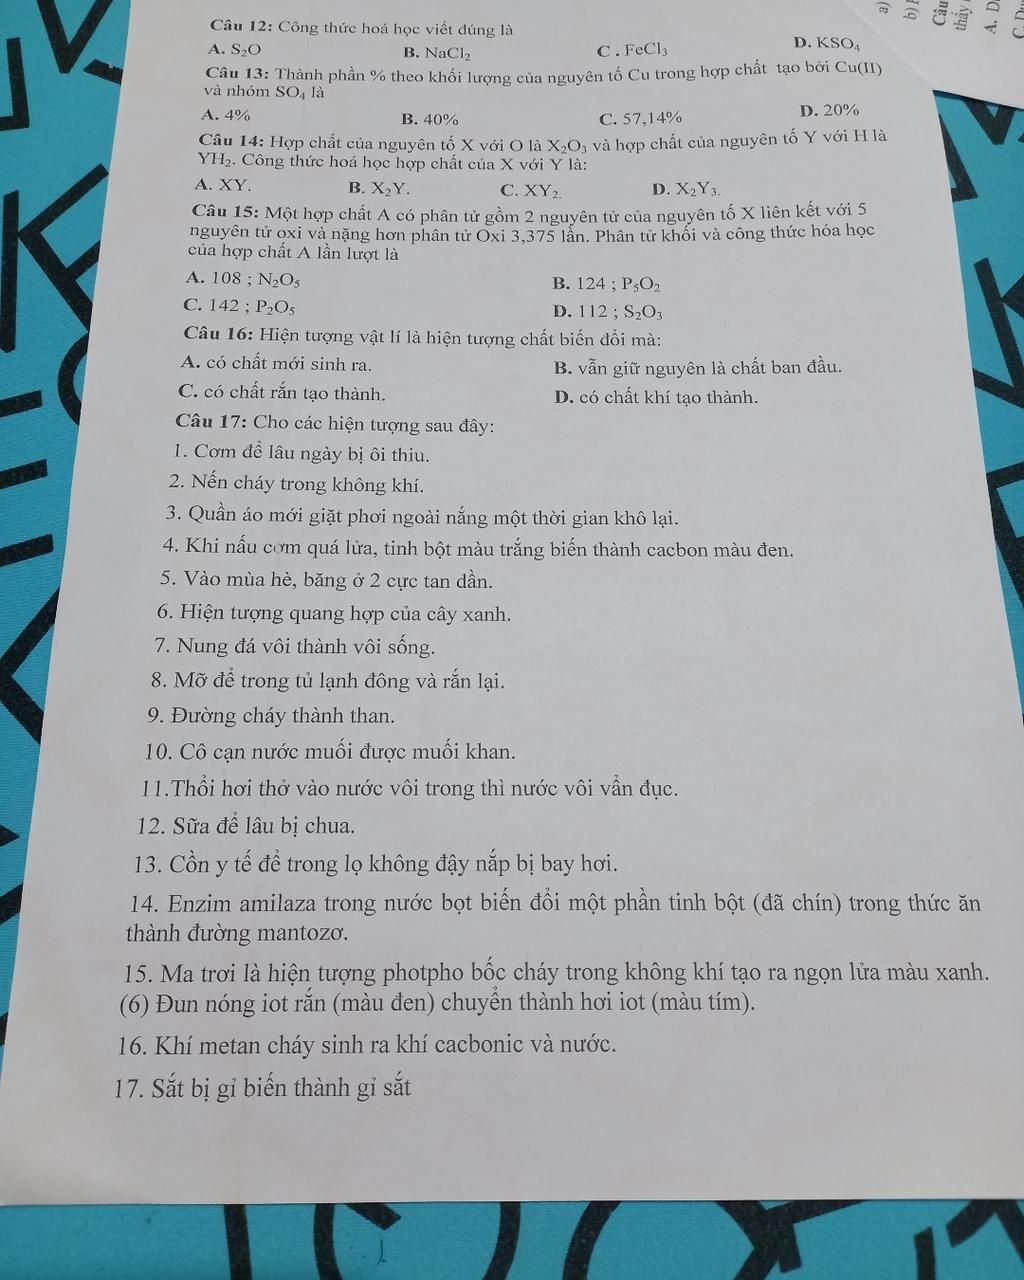 Câu 12: Công thức hoá học viết đúng là
A. S₂O B. NaCl₂ C . FeCl₃ D. KSO₄
Câu 13: Thành phần % theo khối lượng của nguyên tố Cu trong hợp chất tạo bởi Cu(II)
và nhóm SO₄ là
A. 4% B. 40% C. 57,14% D. 20%
Câu 14: Hợp chất của nguyên tố X với O là X₂O₃ và hợp chất của nguyên tố Y với H là
YH₂. Công thức hoá học hợp chất của X với Y là:
A. XY. B. X₂Y. C. XY₂. D. X₂Y₃.
Câu 15: Một hợp chất A có phân tử gồm 2 nguyên tử của nguyên tố X liên kết với 5
nguyên tử oxi và nặng hơn phân tử Oxi 3,375 lần. Phân tử khối và công thức hóa học
của hợp chất A lần lượt là
A. 108 ; N₂O₅ B. 124 ; P₅O₂
C. 142 ; P₂O₅ D. 112 ; S₂O₃
Câu 16: Hiện tượng vật lí là hiện tượng chất biến đổi mà:
A. có chất mới sinh ra. B. vẫn giữ nguyên là chất ban đầu.
C. có chất rắn tạo thành. D. có chất khí tạo thành.
Câu 17: Cho các hiện tượng sau đây:
1. Cơm để lâu ngày bị ôi thiu.
2. Nến cháy trong không khí.
3. Quần áo mới giặt phơi ngoài nắng một thời gian khô lại.
4. Khi nấu cơm quá lửa, tinh bột màu trắng biến thành cacbon màu đen.
5. Vào mùa hè, băng ở 2 cực tan dần.
6. Hiện tượng quang hợp của cây xanh.
7. Nung đá vôi thành vôi sống.
8. Mỡ để trong tủ lạnh đông và rắn lại.
9. Đường cháy thành than.
10. Cô cạn nước muối được muối khan.
11.Thổi hơi thở vào nước vôi trong thì nước vôi vẩn đục.
12. Sữa để lâu bị chua.
13. Cồn y tế để trong lọ không đậy nắp bị bay hơi.
14. Enzim amilaza trong nước bọt biến đổi một phần tinh bột (đã chín) trong thức ăn
thành đường mantozơ.
15. Ma trơi là hiện tượng photpho bốc cháy trong không khí tạo ra ngọn lửa màu xanh.
(6) Đun nóng iot rắn (màu đen) chuyển thành hơi iot (màu tím).
16. Khí metan cháy sinh ra khí cacbonic và nước.
17. Sắt bị gỉ biến thành gỉ sắt
a)
b)
Câu
thấy
A.
C.